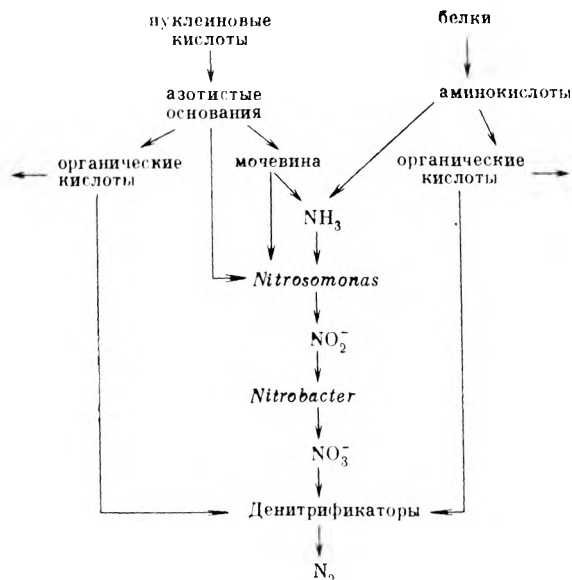 нуклеиновые
кислоты
белки
азотистые
основания
аминокислоты
органические
кислоты
мочевина
органические
кислоты
NH₃
Nitrosomonas
NO₂⁻
Nitrobacter
NO₃⁻
Денитрификаторы
N₂